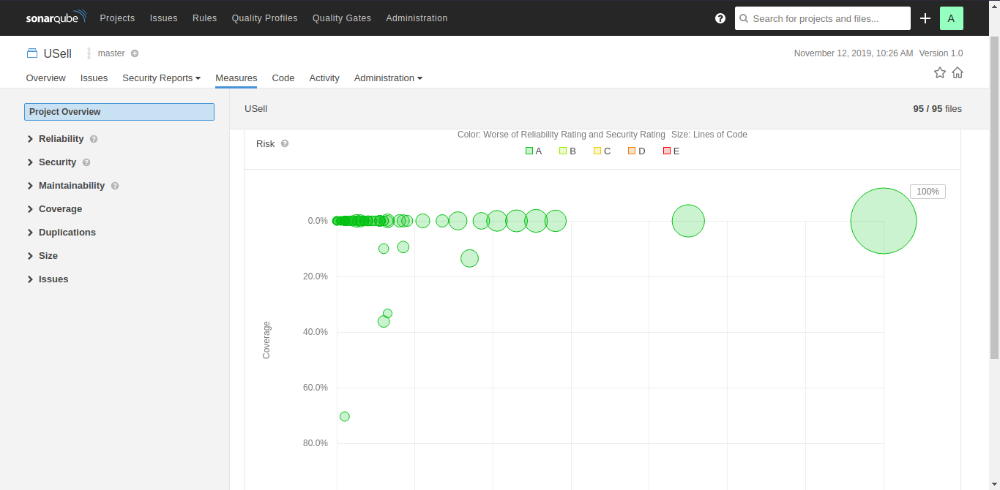 sonarqube Projects Issues Rules Quality Profiles Quality Gates Administration ? Search for projects and files... + A
USell master November 12, 2019, 10:26 AM Version 1.0
Overview Issues Security Reports Measures Code Activity Administration
Project Overview
Reliability ?
Security ?
Maintainability ?
Coverage
Duplications
Size
Issues
USell 95 / 95 files
Risk ? Color: Worse of Reliability Rating and Security Rating Size: Lines of Code
A B C D E
100%
0.0%
20.0%
40.0%
60.0%
80.0%
Coverage